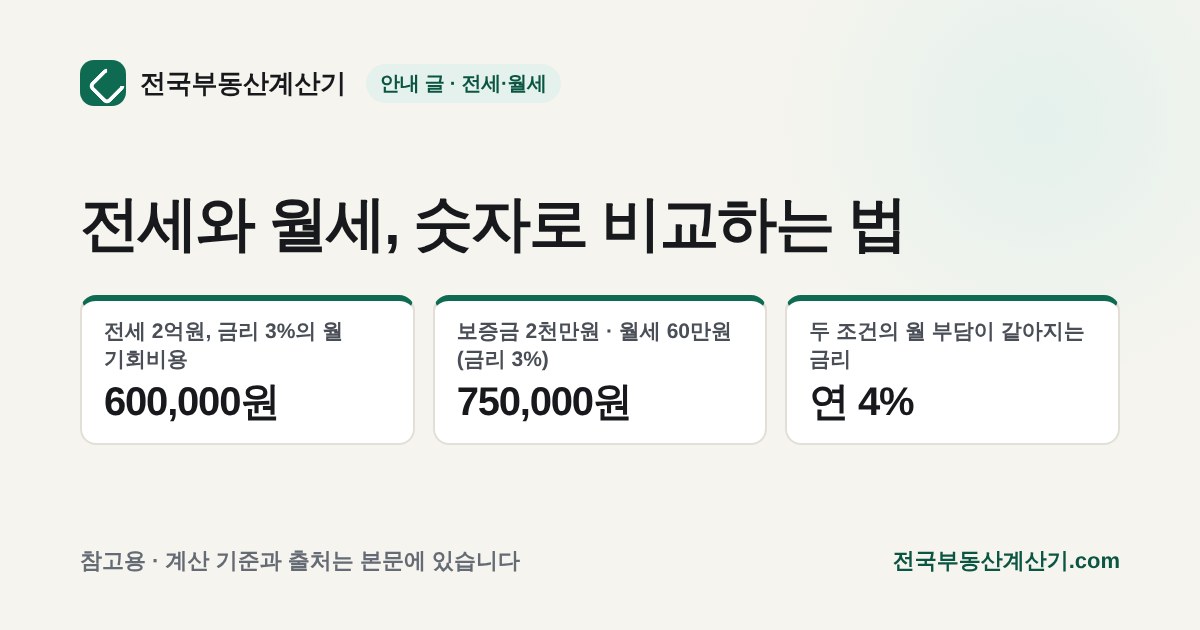 전국부동산계산기
안내 글 · 전세·월세
전세와 월세, 숫자로 비교하는 법
전세 2억원, 금리 3%의 월
기회비용
600,000원
보증금 2천만원 · 월세 60만원
(금리 3%)
750,000원
두 조건의 월 부담이 같아지는
금리
연 4%
참고용 · 계산 기준과 출처는 본문에 있습니다
전국부동산계산기.com